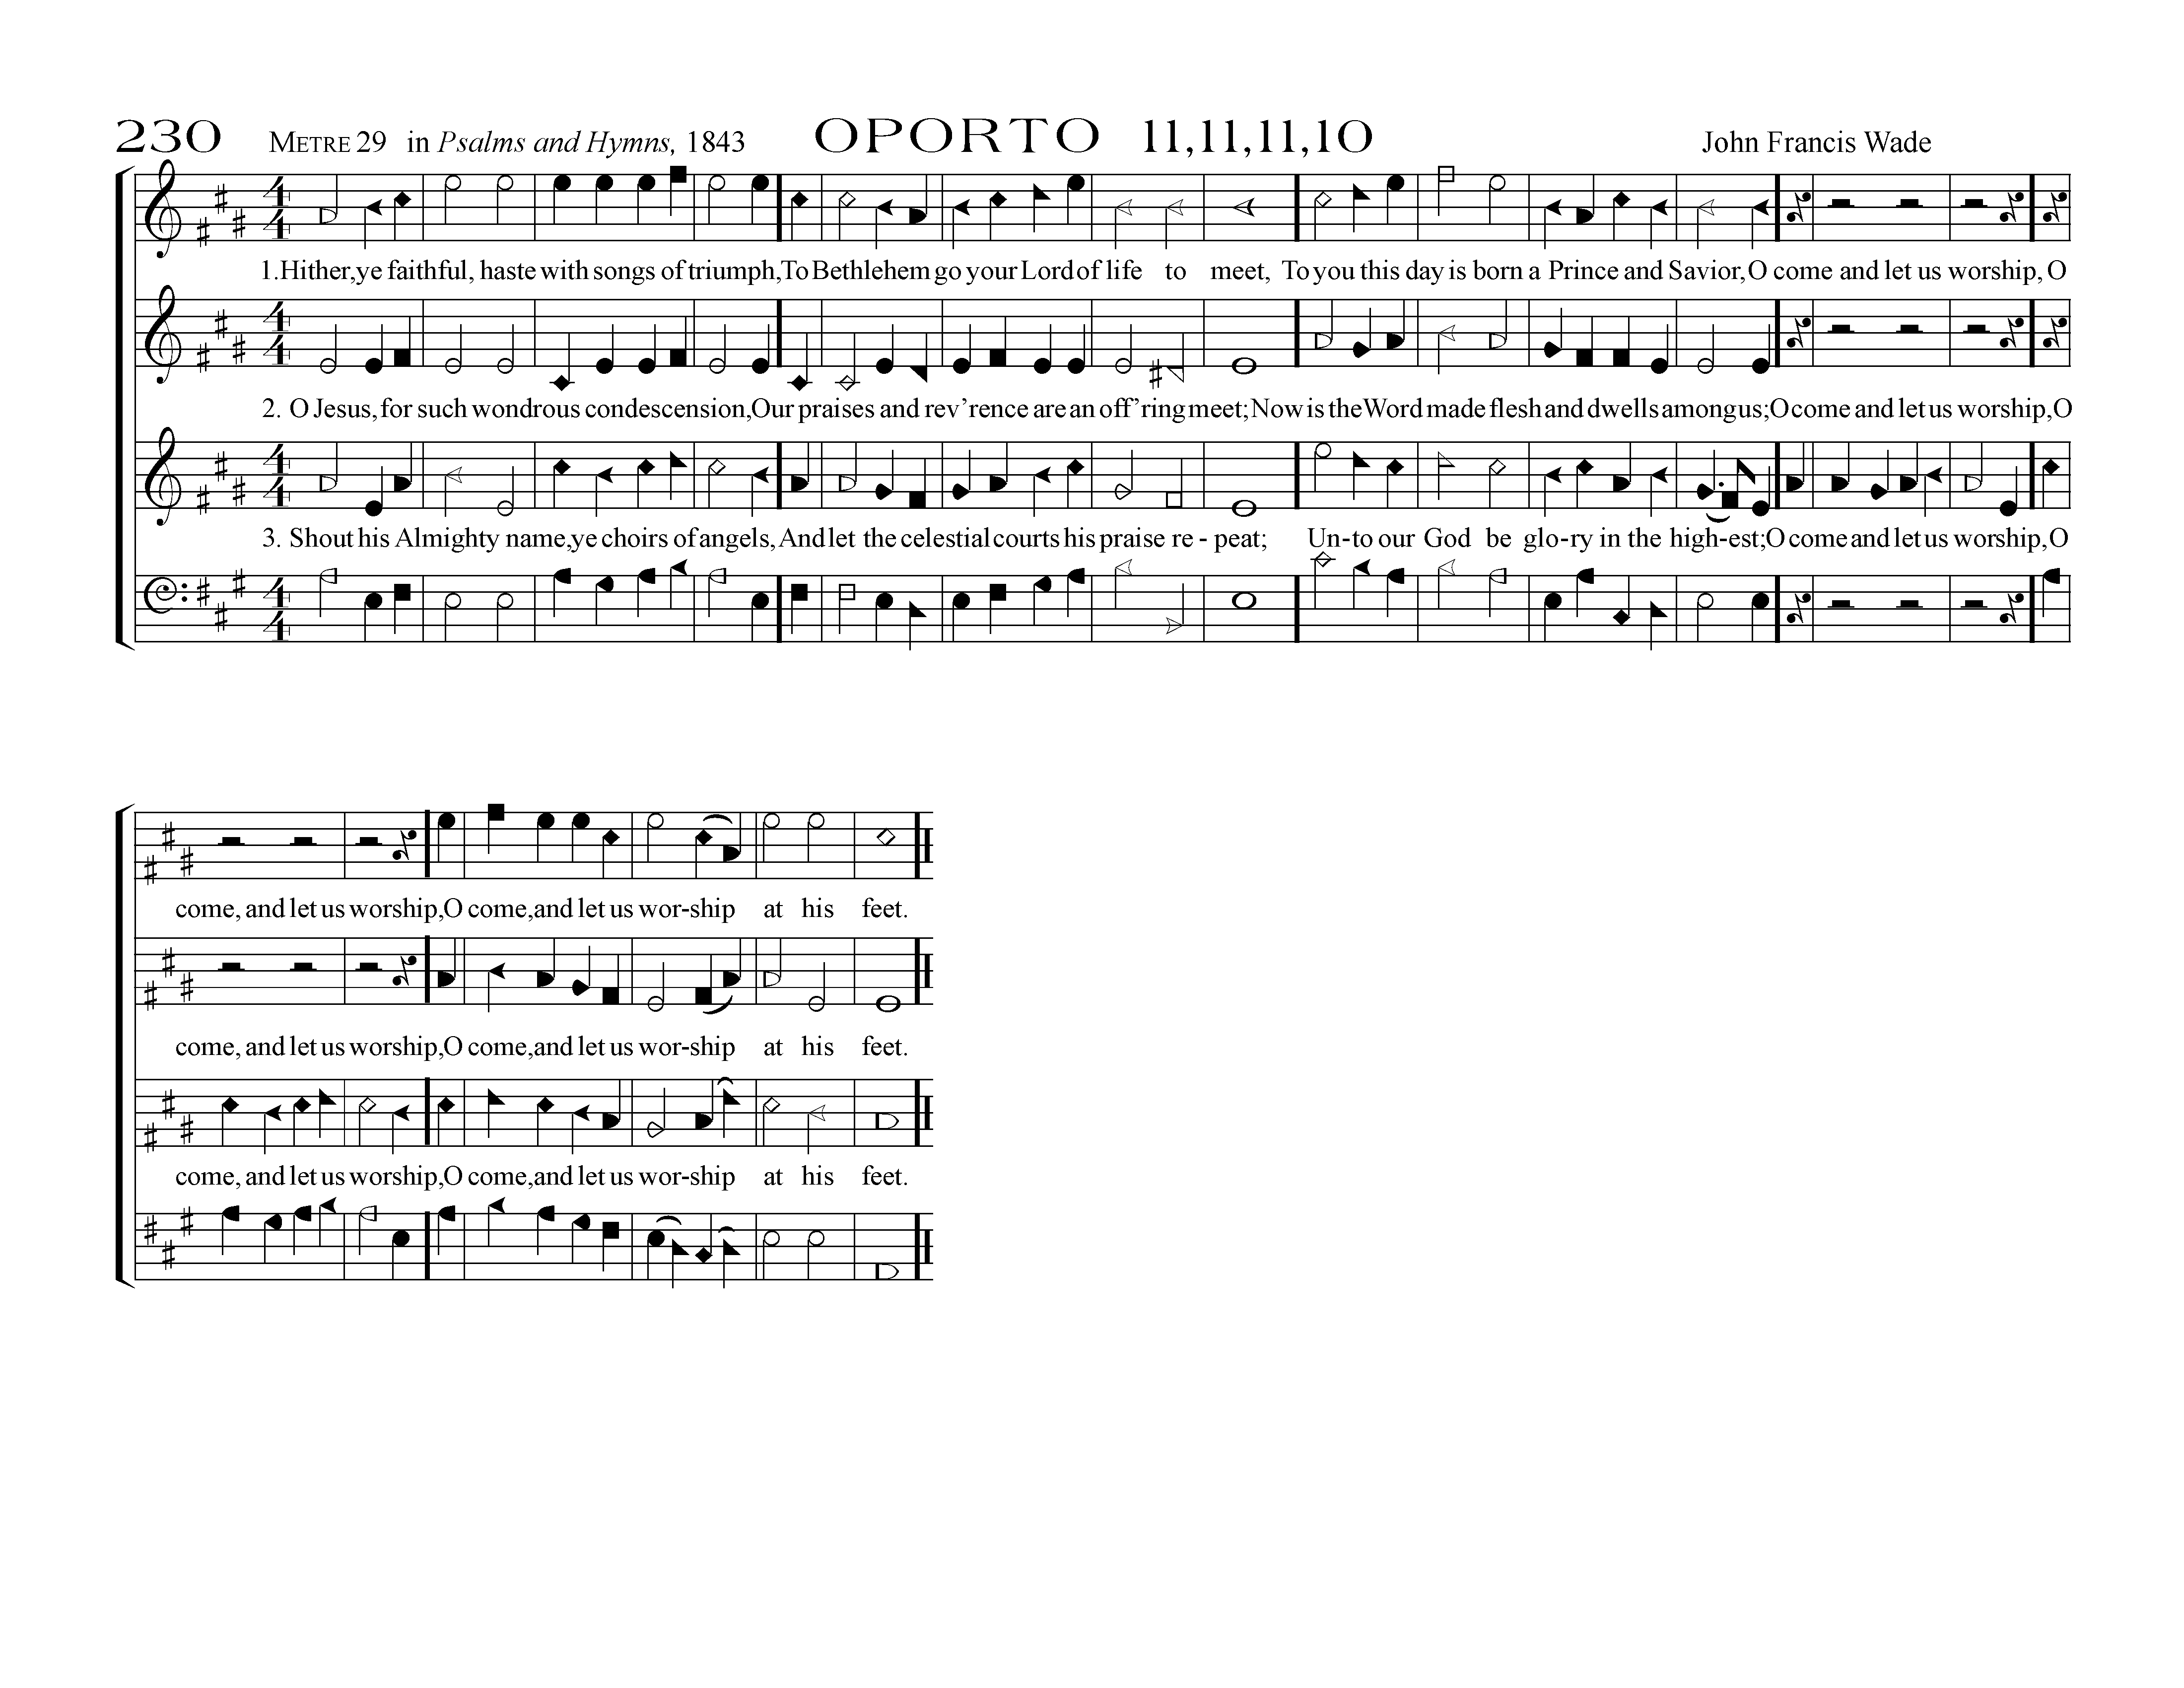 230 METRE 29 in Psalms and Hymns, 1843 OPORTO 11,11,11,10 John Francis Wade
4
4
1.Hither, ye faithful, haste with songs of triumph, To Bethlehem go your Lord of life to meet, To you this day is born a Prince and Savior, O come and let us worship, O
4
4
2. O Jesus, for such wondrous condescension, Our praises and rev’rence are an off’ring meet; Now is the Word made flesh and dwells among us; O come and let us worship, O
4
4
3. Shout his Almighty name, ye choirs of angels, And let the celestial courts his praise re - peat; Un-to our God be glo-ry in the high-est; O come and let us worship, O
4
4
come, and let us worship, O come, and let us wor-ship at his feet.
come, and let us worship, O come, and let us wor-ship at his feet.
come, and let us worship, O come, and let us wor-ship at his feet.